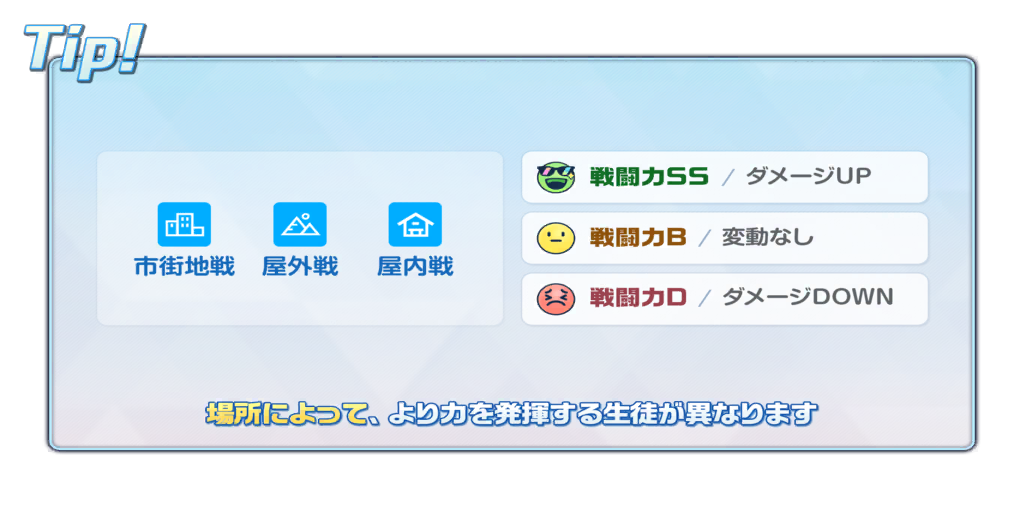 Tip!
市街地戦 屋外戦 屋内戦
戦闘力SS / ダメージUP
戦闘力B / 変動なし
戦闘力D / ダメージDOWN
場所によって、より力を発揮する生徒が異なります